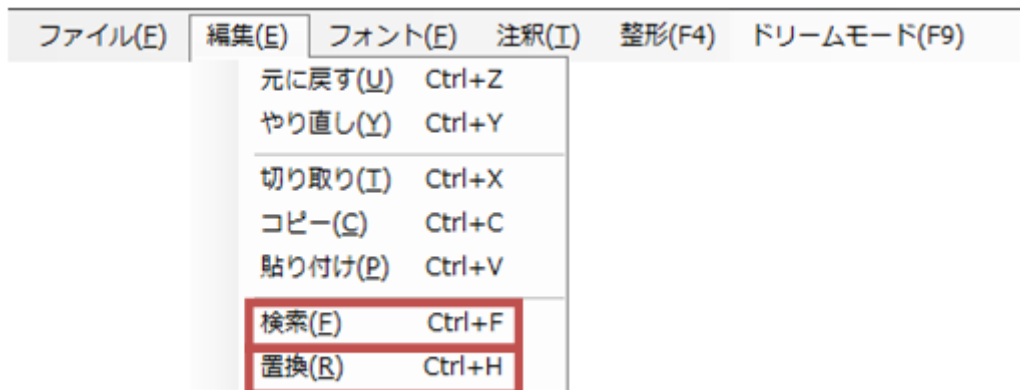 ファイル(F) 編集(E) フォント(F) 注釈(T) 整形(F4) ドリームモード(F9)
元に戻す(U) Ctrl+Z
やり直し(Y) Ctrl+Y
切り取り(T) Ctrl+X
コピー(C) Ctrl+C
貼り付け(P) Ctrl+V
検索(F) Ctrl+F
置換(R) Ctrl+H